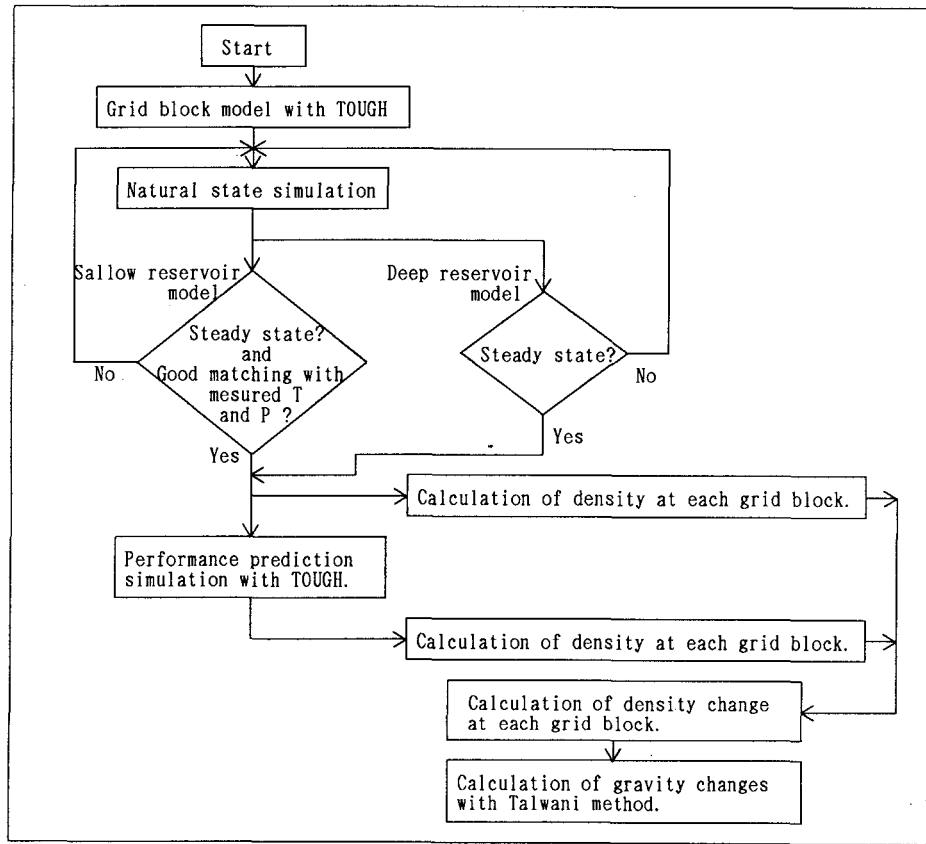 Start
Grid block model with TOUGH
Natural state simulation
Sallow reservoir
model
Deep reservoir
model
Steady state?
and
Good matching with
mesured T
and P ?
No
Steady state?
No
Yes
Yes
Calculation of density at each grid block.
Performance prediction
simulation with TOUGH.
Calculation of density at each grid block.
Calculation of density change
at each grid block.
Calculation of gravity changes
with Talwani method.